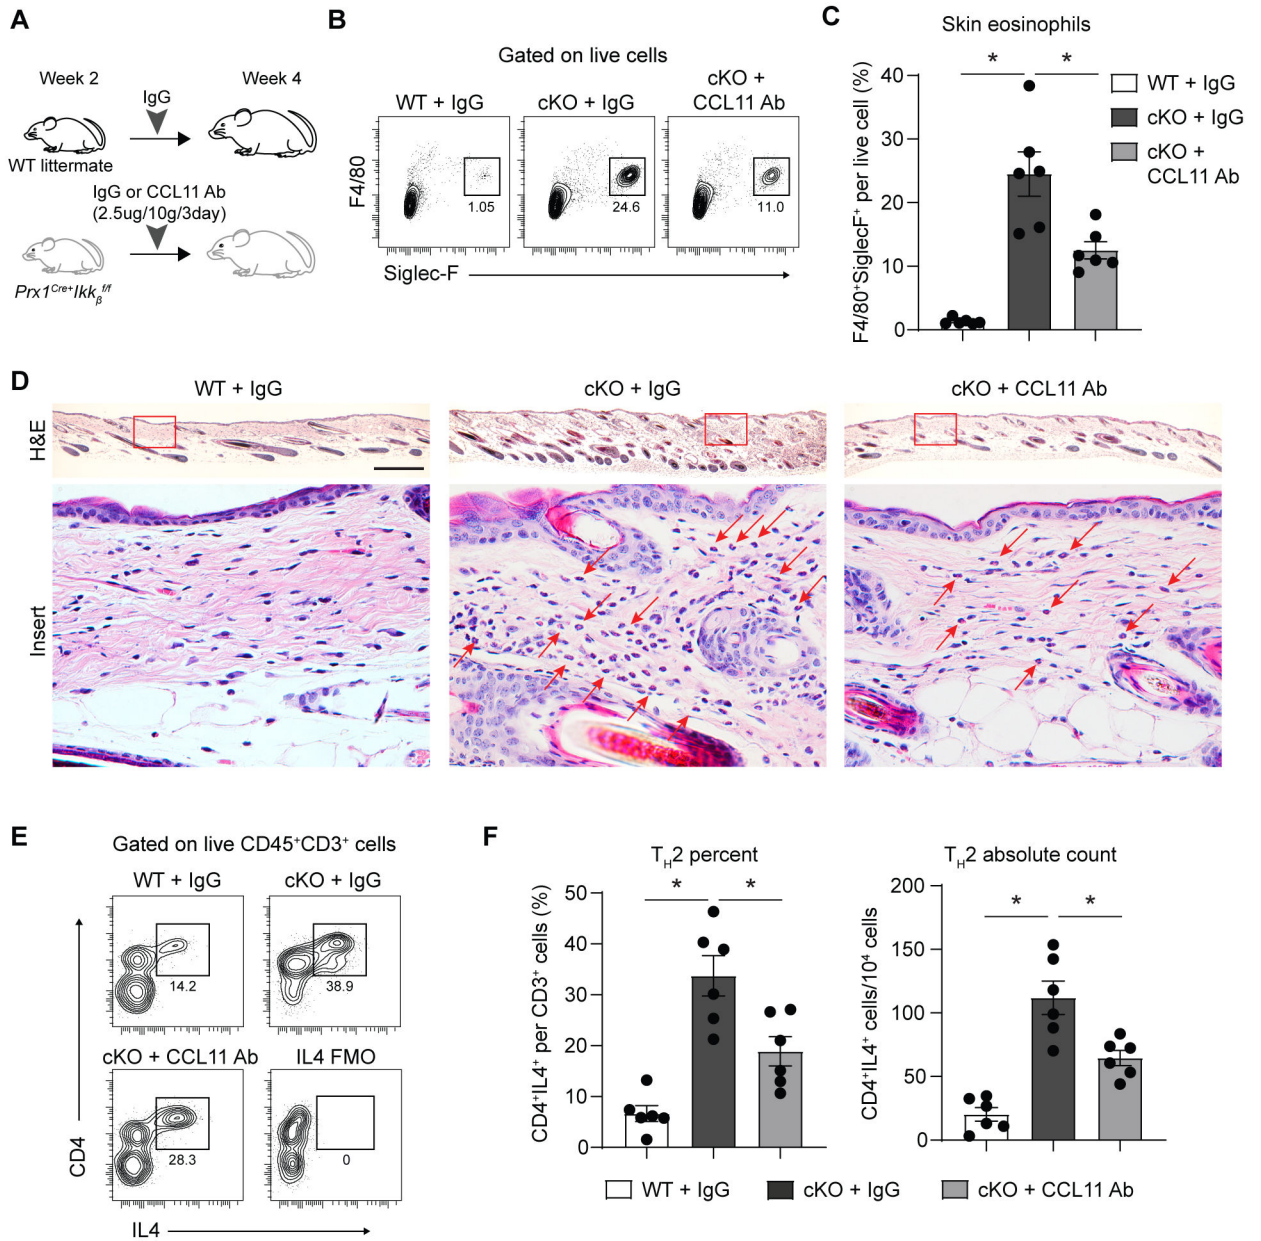 A
Week 2
Week 4
IgG
WT littermate
IgG or CCL11 Ab
(2.5ug/10g/3day)
Prx1Cre+Ikkβf/f
B
Gated on live cells
WT + IgG
cKO + IgG
cKO +
CCL11 Ab
F4/80
1.05
24.6
11.0
Siglec-F
C
Skin eosinophils
F4/80+SiglecF+ per live cell (%)
40
30
20
10
0
*
*
WT + IgG
cKO + IgG
cKO +
CCL11 Ab
D
WT + IgG
cKO + IgG
cKO + CCL11 Ab
H&E
Insert
E
Gated on live CD45+CD3+ cells
WT + IgG
cKO + IgG
14.2
38.9
cKO + CCL11 Ab
IL4 FMO
28.3
0
CD4
IL4
F
TH2 percent
CD4+IL4+ per CD3+ cells (%)
50
40
30
20
10
0
*
*
TH2 absolute count
CD4+IL4+ cells/10⁴ cells
200
150
100
50
0
*
*
WT + IgG
cKO + IgG
cKO + CCL11 Ab